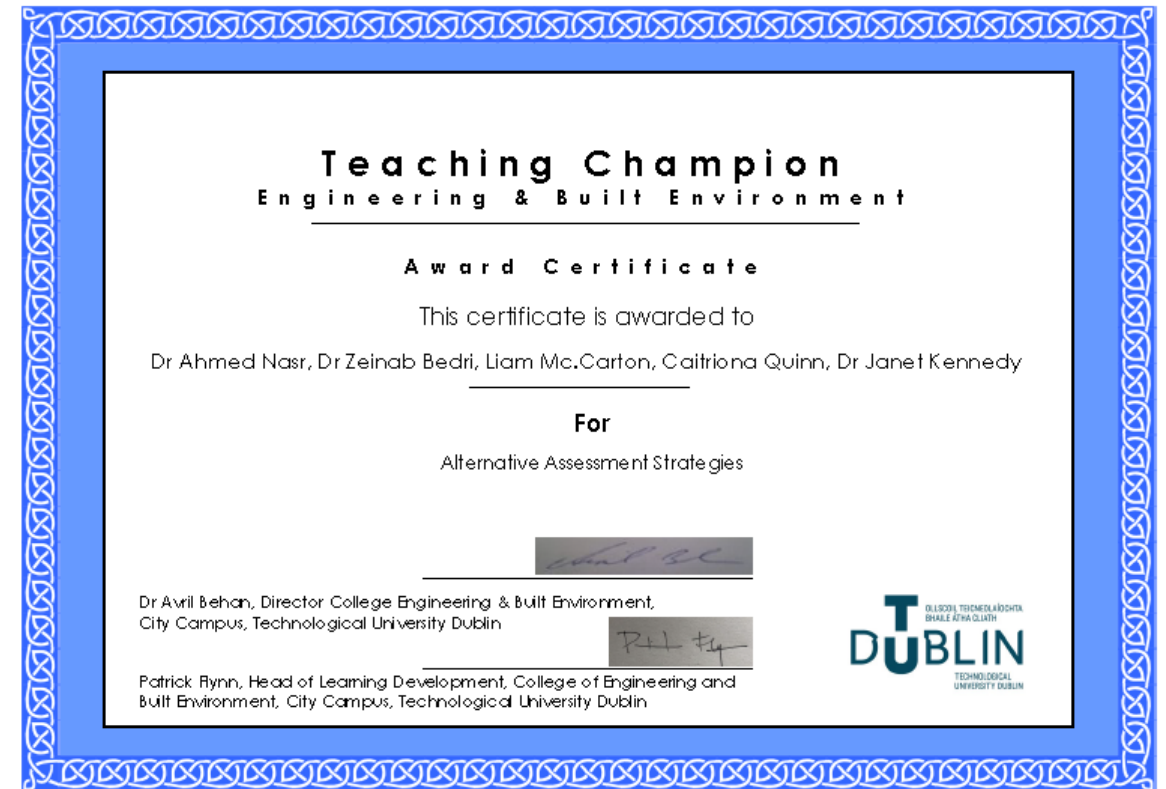 Teaching Champion
Engineering & Built Environment
Award Certificate
This certificate is awarded to
Dr Ahmed Nasr, Dr Zeinab Bedri, Liam Mc.Carton, Caitriona Quinn, Dr Janet Kennedy
For
Alternative Assessment Strategies
Dr Avril Behan, Director College Engineering & Built Environment,
City Campus, Technological University Dublin
Patrick Flynn, Head of Learning Development, College of Engineering and
Built Environment, City Campus, Technological University Dublin
OLLSCOIL TEICNEOLAÍOCHTA
BHAILE ÁTHA CLIATH
TU DUBLIN
TECHNOLOGICAL
UNIVERSITY DUBLIN